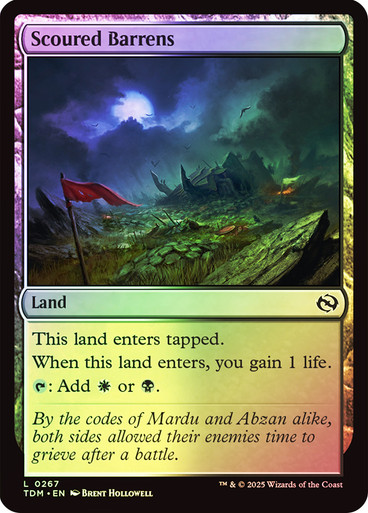 Scoured Barrens
Land
This land enters tapped.
When this land enters, you gain 1 life.
: Add or .
By the codes of Mardu and Abzan alike,
both sides allowed their enemies time to
grieve after a battle.
L 0267
TDM • EN Brent Hollowell
™ & © 2025 Wizards of the Coast